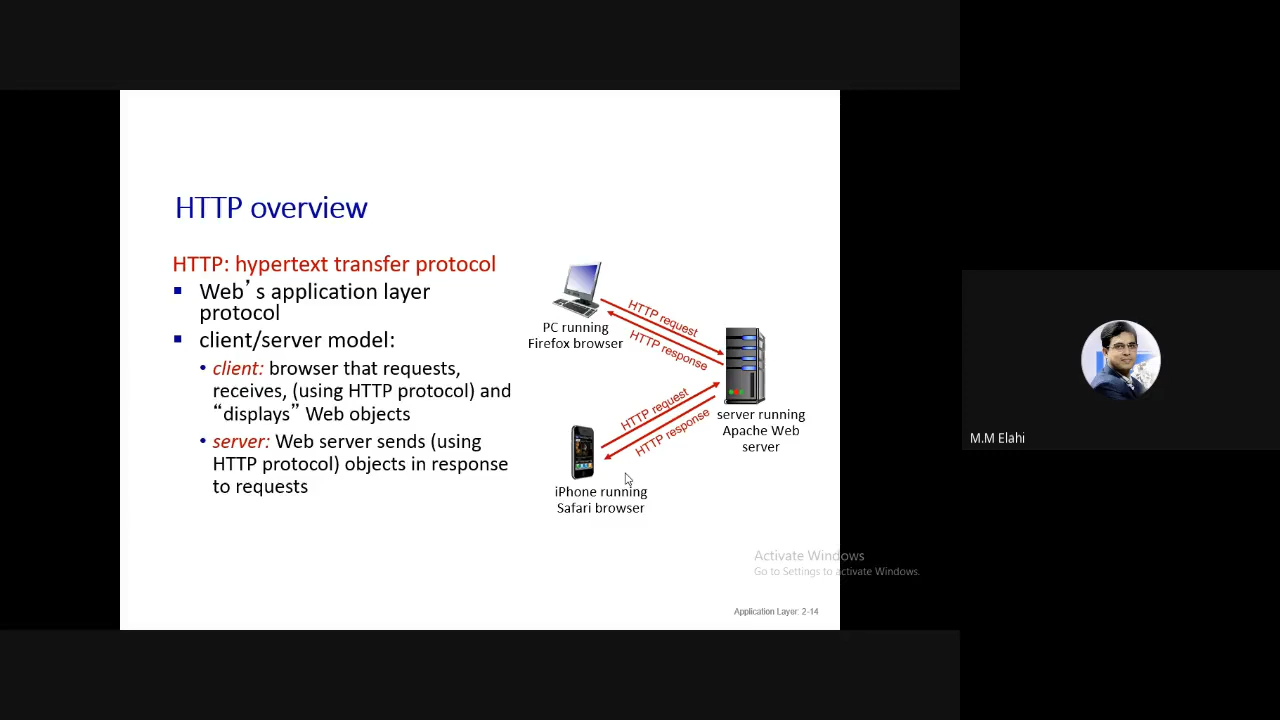 HTTP overview
HTTP: hypertext transfer protocol
Web's application layer
protocol
client/server model:
client: browser that requests,
receives, (using HTTP protocol) and
“displays” Web objects
server: Web server sends (using
HTTP protocol) objects in response
to requests
PC running
Firefox browser
HTTP request
HTTP response
HTTP request
HTTP response
server running
Apache Web
server
iPhone running
Safari browser
M.M Elahi
Activate Windows
Go to Settings to activate Windows.
Application Layer: 2-14